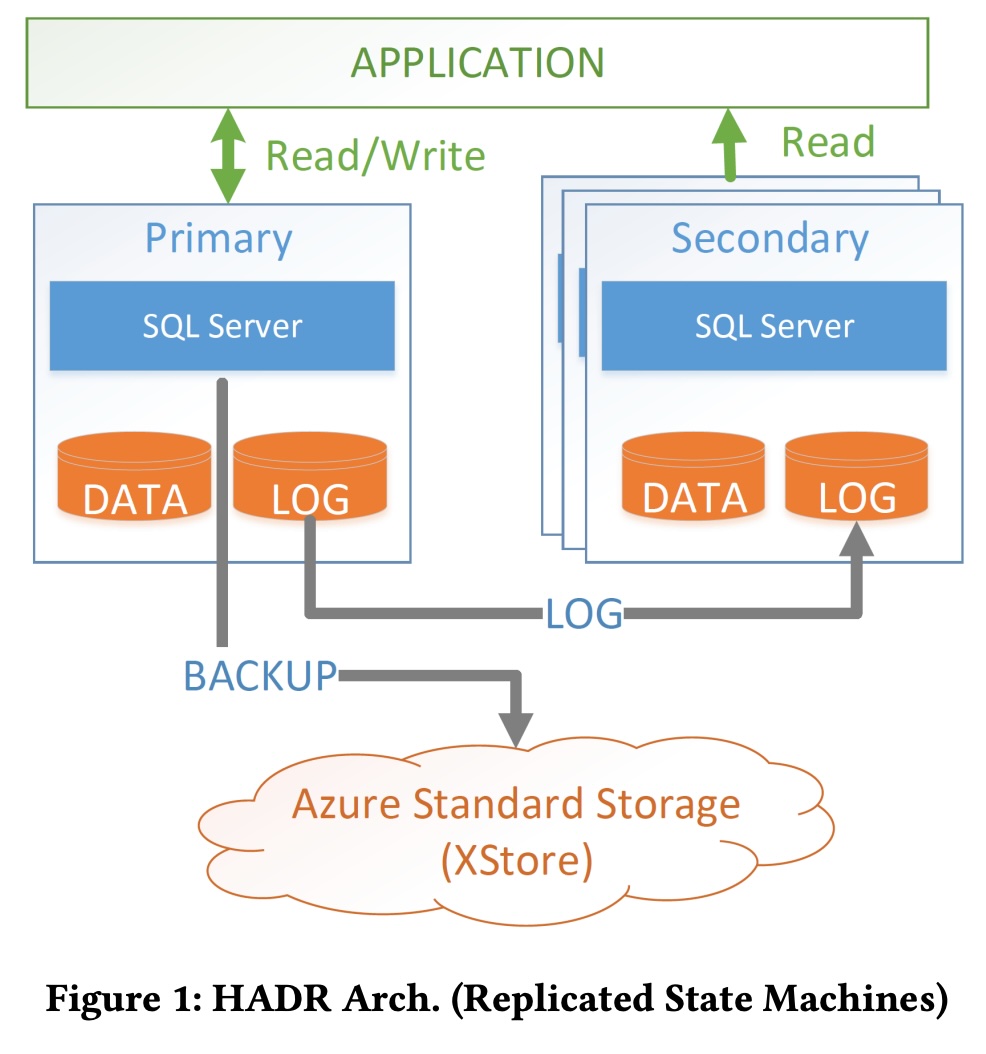 APPLICATION
Read/Write
Read
Primary
Secondary
SQL Server
SQL Server
DATA
LOG
DATA
LOG
LOG
BACKUP
Azure Standard Storage
(XStore)
Figure 1: HADR Arch. (Replicated State Machines)